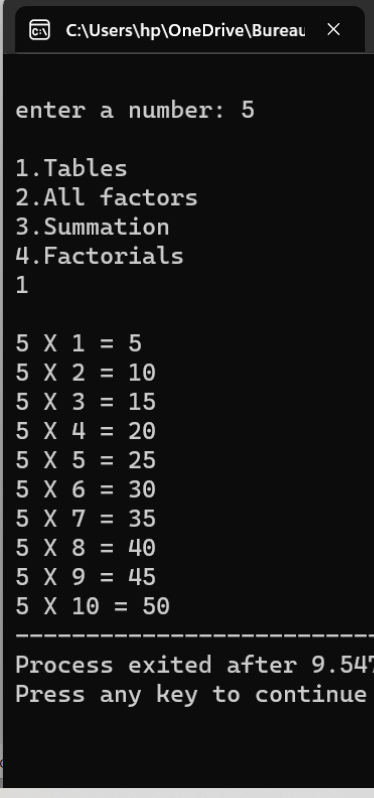 C:\Users\hp\OneDrive\Bureau
enter a number: 5
1.Tables
2.All factors
3.Summation
4.Factorials
1
5 X 1 = 5
5 X 2 = 10
5 X 3 = 15
5 X 4 = 20
5 X 5 = 25
5 X 6 = 30
5 X 7 = 35
5 X 8 = 40
5 X 9 = 45
5 X 10 = 50
--------------------------------
Process exited after 9.547
Press any key to continue